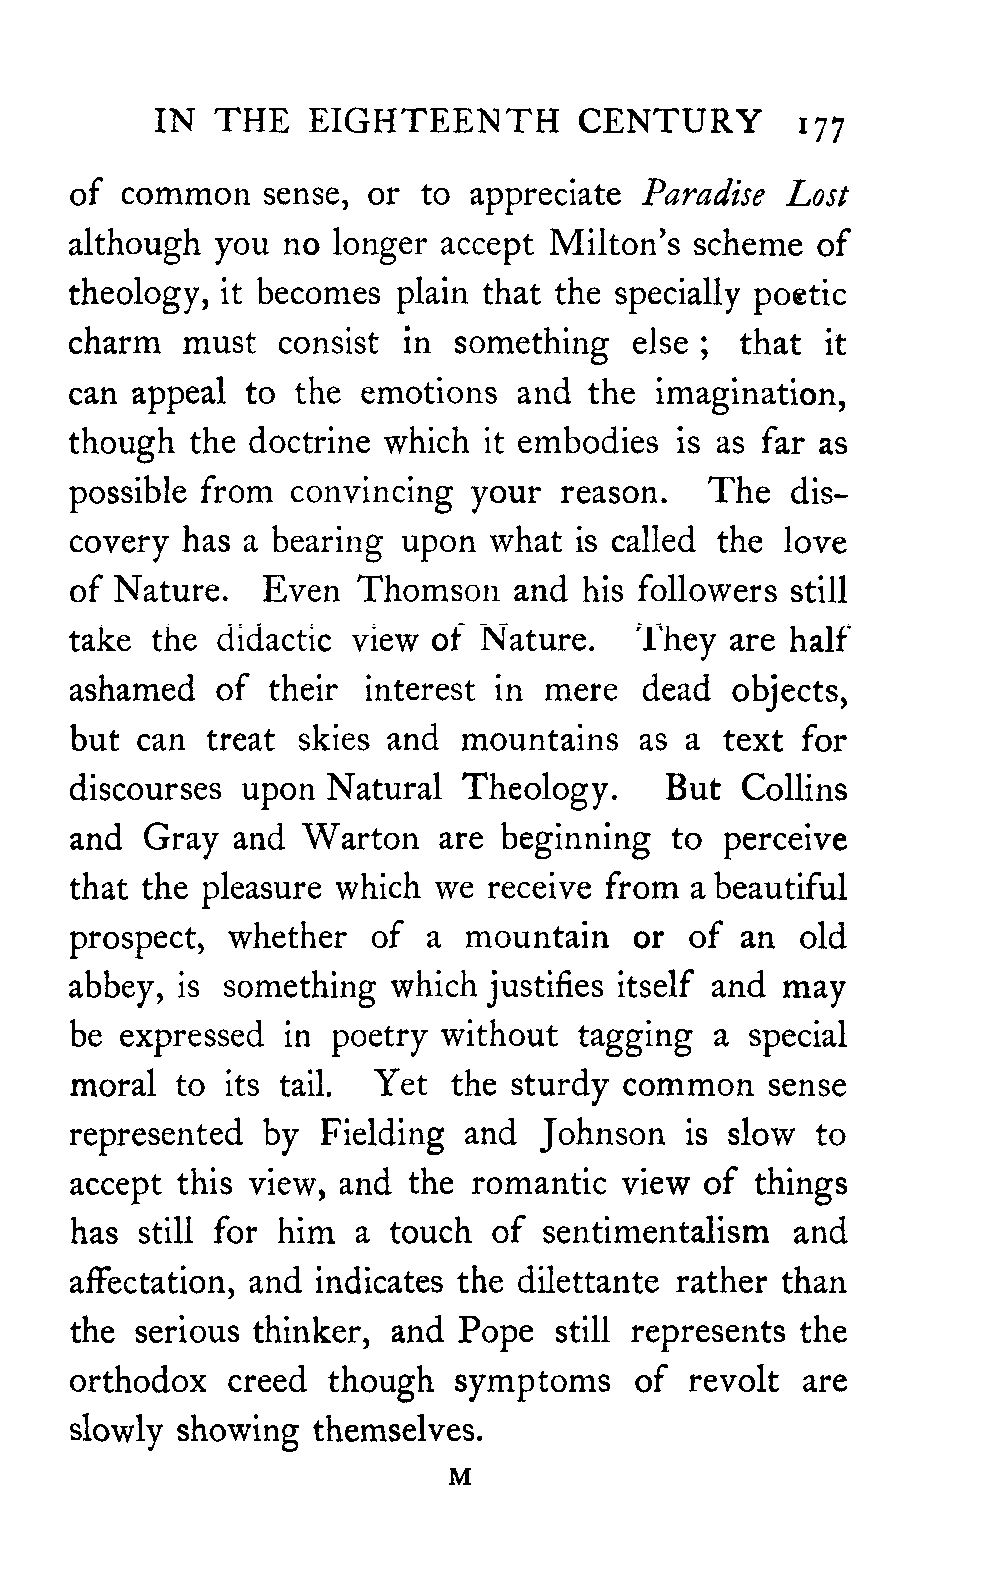 IN THE EIGHTEENTH CENTURY 177
of common sense, or to appreciate Paradise Lost
although you no longer accept Milton's scheme of
theology, it becomes plain that the specially poetic
charm must consist in something else ; that it
can appeal to the emotions and the imagination,
though the doctrine which it embodies is as far as
possible from convincing your reason. The dis-
covery has a bearing upon what is called the love
of Nature. Even Thomson and his followers still
take the didactic view of Nature. They are half
ashamed of their interest in mere dead objects,
but can treat skies and mountains as a text for
discourses upon Natural Theology. But Collins
and Gray and Warton are beginning to perceive
that the pleasure which we receive from a beautiful
prospect, whether of a mountain or of an old
abbey, is something which justifies itself and may
be expressed in poetry without tagging a special
moral to its tail. Yet the sturdy common sense
represented by Fielding and Johnson is slow to
accept this view, and the romantic view of things
has still for him a touch of sentimentalism and
affectation, and indicates the dilettante rather than
the serious thinker, and Pope still represents the
orthodox creed though symptoms of revolt are
slowly showing themselves.
M